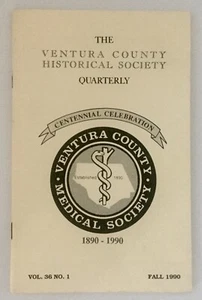 THE
VENTURA COUNTY
HISTORICAL SOCIETY
QUARTERLY
CENTENNIAL CELEBRATION
VENTURA COUNTY
MEDICAL SOCIETY
1890 - 1990
VOL. 36 NO. 1
FALL 1990